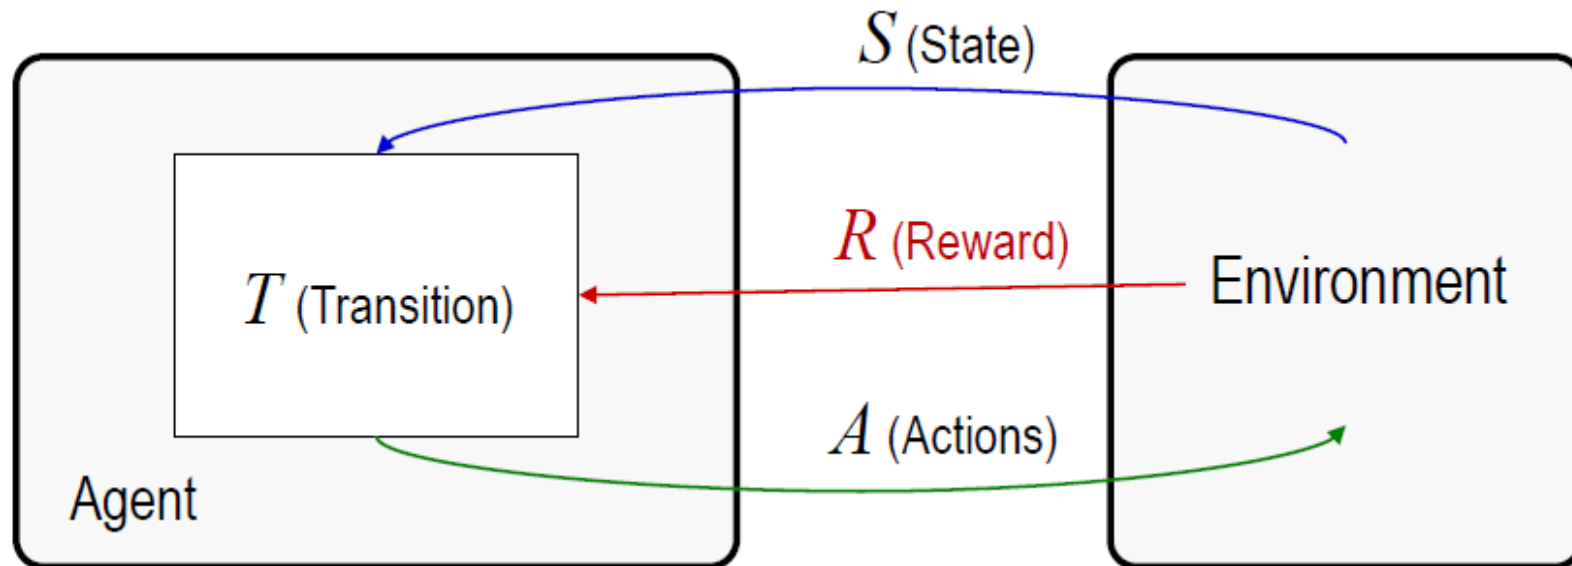 S (State)
R (Reward)
T (Transition)
Environment
A (Actions)
Agent